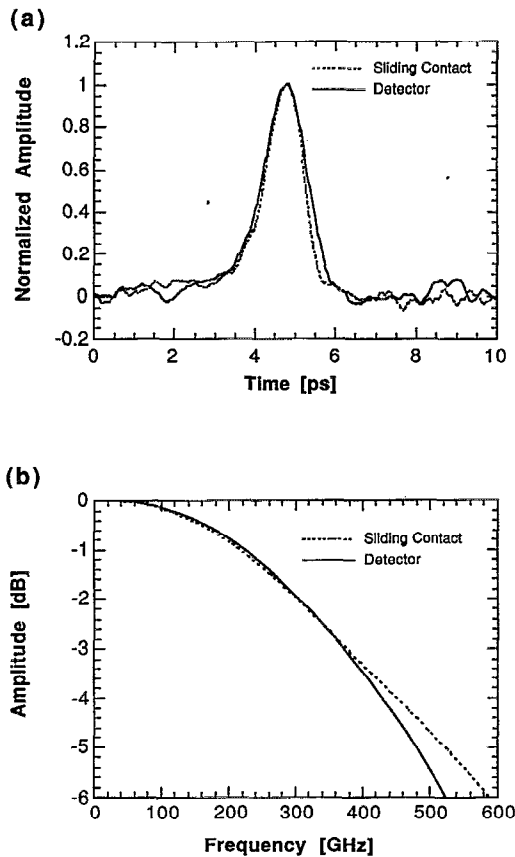 (a)
1.2
1
0.8
0.6
0.4
0.2
0
-0.2
Normalized Amplitude
Sliding Contact
Detector
0 2 4 6 8 10
Time [ps]
(b)
0
-1
-2
-3
-4
-5
-6
Amplitude [dB]
Sliding Contact
Detector
0 100 200 300 400 500 600
Frequency [GHz]